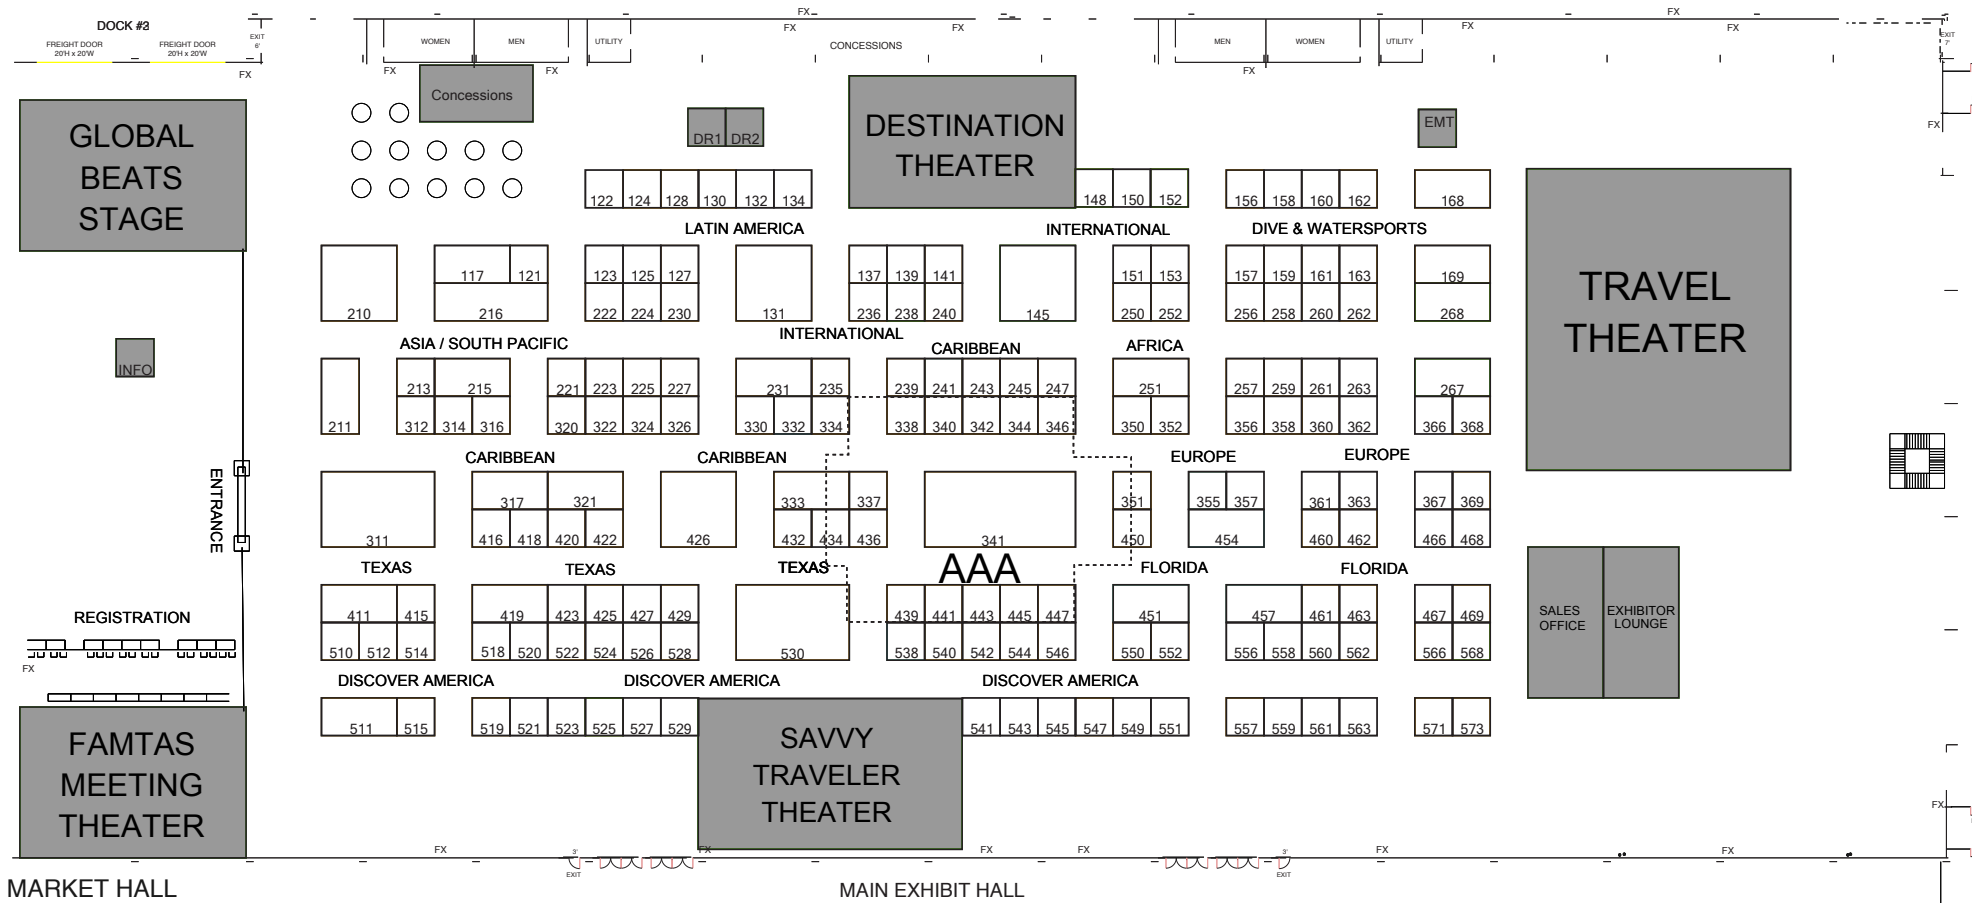 FX
DOCK #3
EXIT
6'
FREIGHT DOOR
20'H x 20'W
FREIGHT DOOR
20'H x 20'W
FX
WOMEN
MEN
UTILITY
FX
FX
CONCESSIONS
FX
FX
MEN
WOMEN
UTILITY
FX
FX
FX
EXIT
7'
FX
GLOBAL
BEATS
STAGE
Concessions
DR1 DR2
DESTINATION
THEATER
EMT
TRAVEL
THEATER
122 124 128 130 132 134
148 150 152
156 158 160 162
168
LATIN AMERICA
INTERNATIONAL
DIVE & WATERSPORTS
117 121
123 125 127
137 139 141
151 153
157 159 161 163
169
210
216
222 224 230
131
236 238 240
145
250 252
256 258 260 262
268
ASIA / SOUTH PACIFIC
INTERNATIONAL
CARIBBEAN
AFRICA
INFO
213 215
221 223 225 227
231 235
239 241 243 245 247
251
257 259 261 263
267
211
312 314 316
320 322 324 326
330 332 334
338 340 342 344 346
350 352
356 358 360 362
366 368
ENTRANCE
CARIBBEAN
CARIBBEAN
EUROPE
EUROPE
317 321
333 337
351
355 357
361 363
367 369
311
416 418 420 422
426
432 434 436
341
450
454
460 462
466 468
TEXAS
TEXAS
TEXAS
AAA
FLORIDA
FLORIDA
411 415
419 423 425 427 429
439 441 443 445 447
451
457 461 463
467 469
510 512 514
518 520 522 524 526 528
530
538 540 542 544 546
550 552
556 558 560 562
566 568
SALES
OFFICE
EXHIBITOR
LOUNGE
REGISTRATION
FX
DISCOVER AMERICA
DISCOVER AMERICA
DISCOVER AMERICA
511 515
519 521 523 525 527 529
541 543 545 547 549 551
557 559 561 563
571 573
FAMTAS
MEETING
THEATER
SAVVY
TRAVELER
THEATER
FX
FX
3'
EXIT
FX
FX
FX
3'
EXIT
FX
FX
MARKET HALL
MAIN EXHIBIT HALL